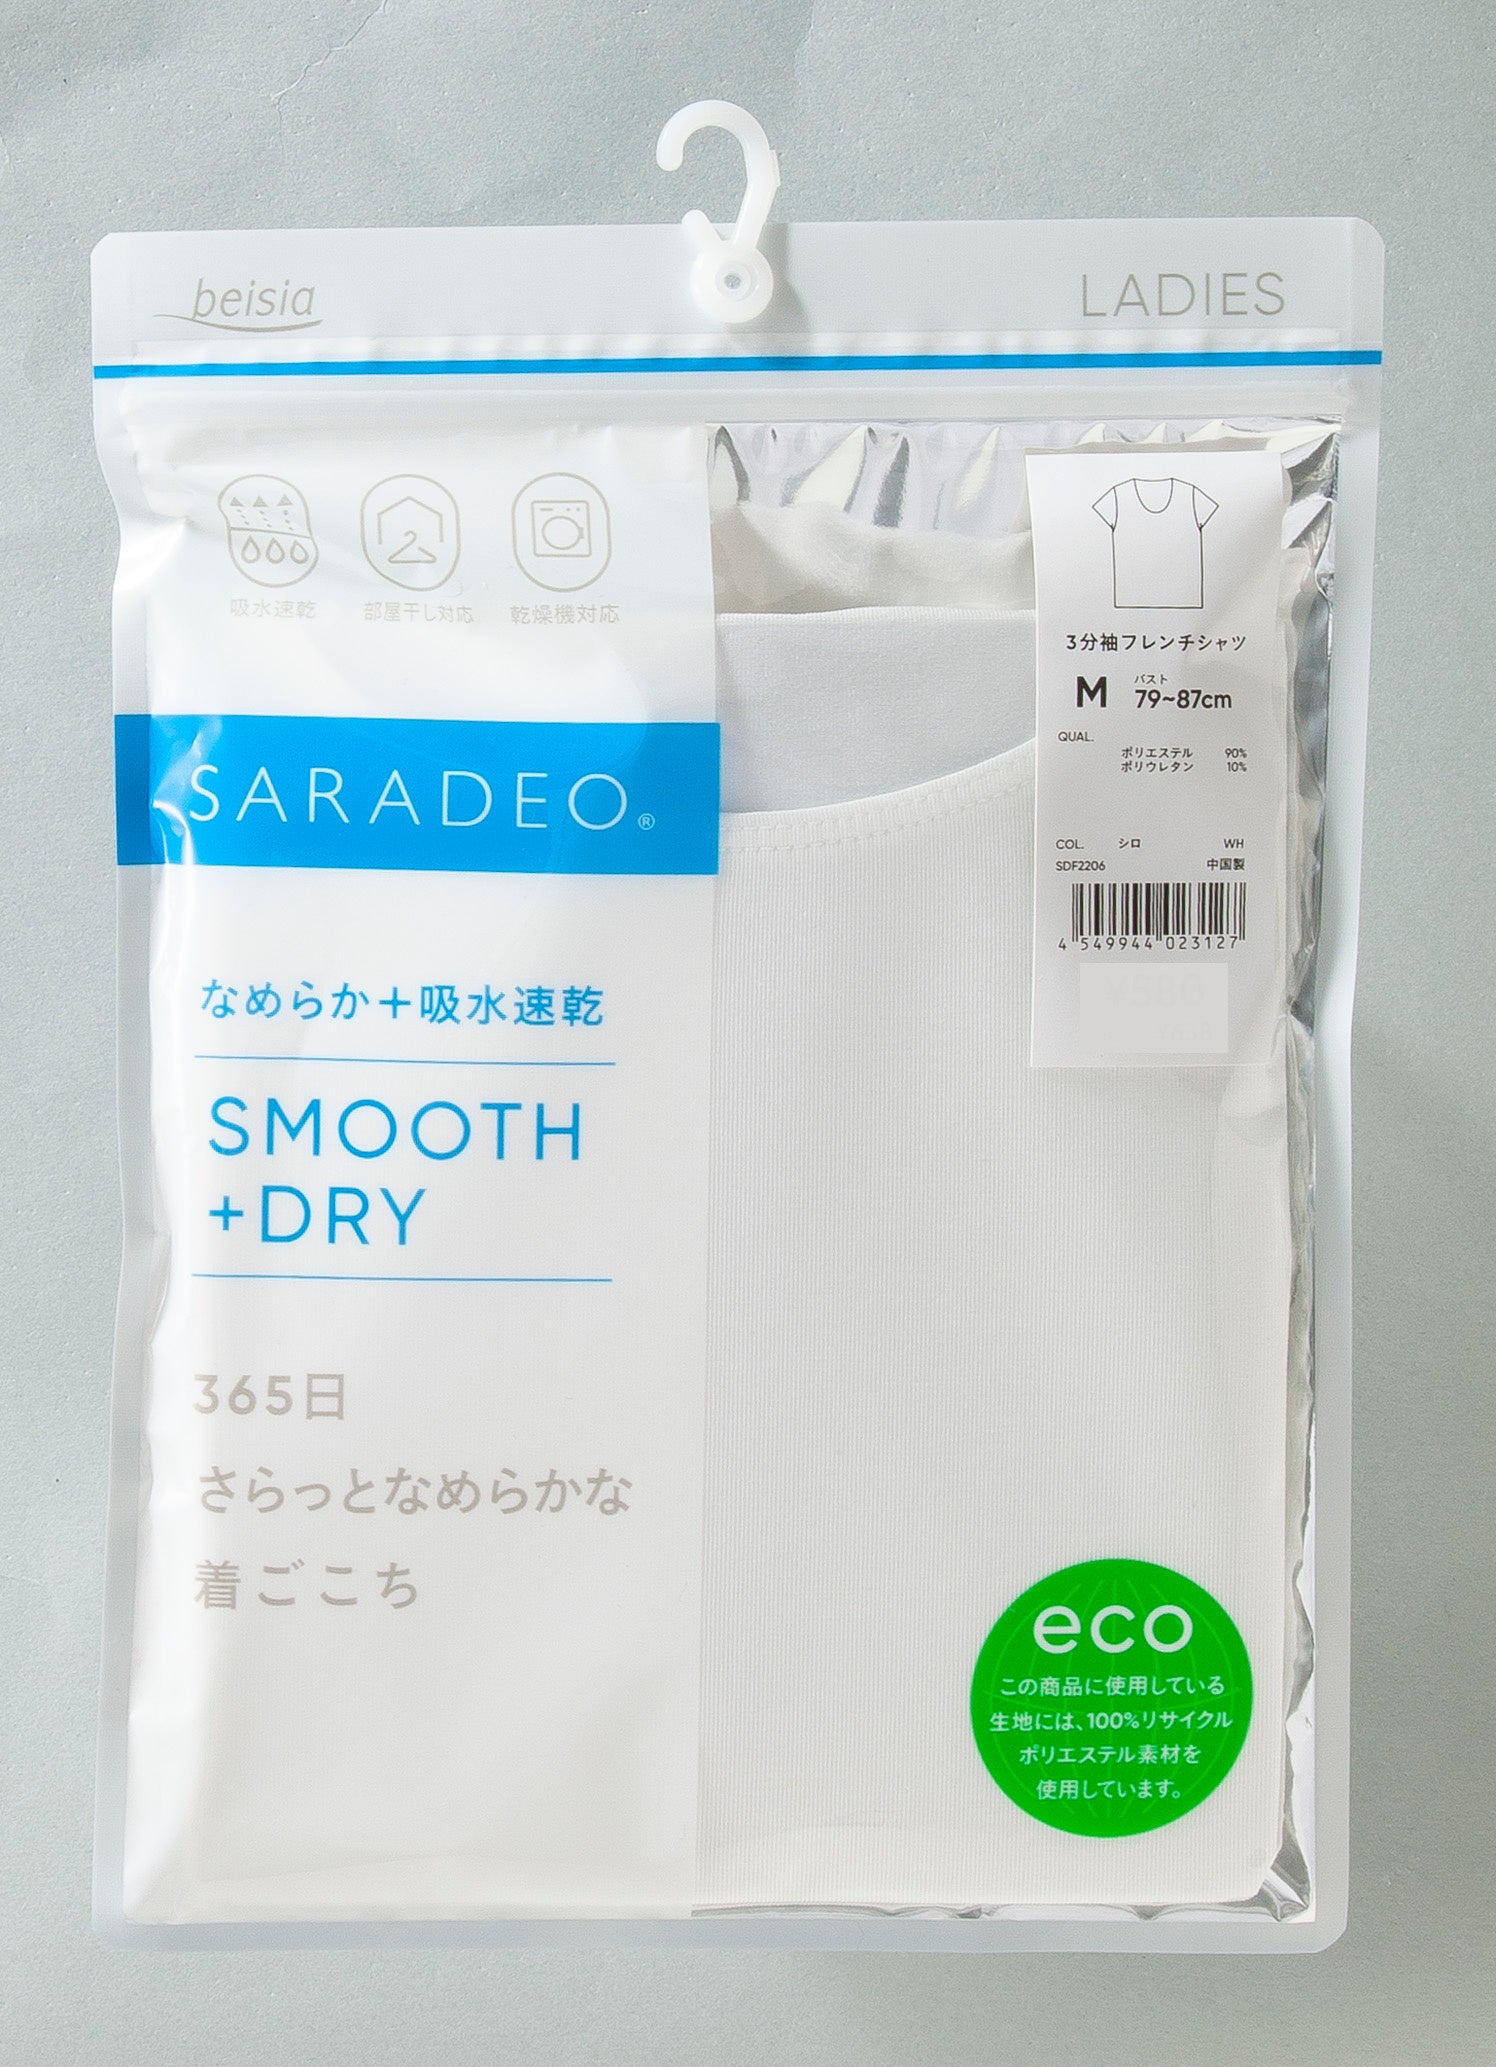 beisia
LADIES
吸水速乾
部屋干し対応
乾燥機対応
SARADEO®
なめらか+吸水速乾
SMOOTH
+DRY
365日
さらっとなめらかな
着ごこち
3分袖フレンチシャツ
バスト
M 79~87cm
QUAL.
ポリエステル 90%
ポリウレタン 10%
COL. シロ WH
SDF2206 中国製
4 549944 023127
eco
この商品に使用している
生地には、100%リサイクル
ポリエステル素材を
使用しています。